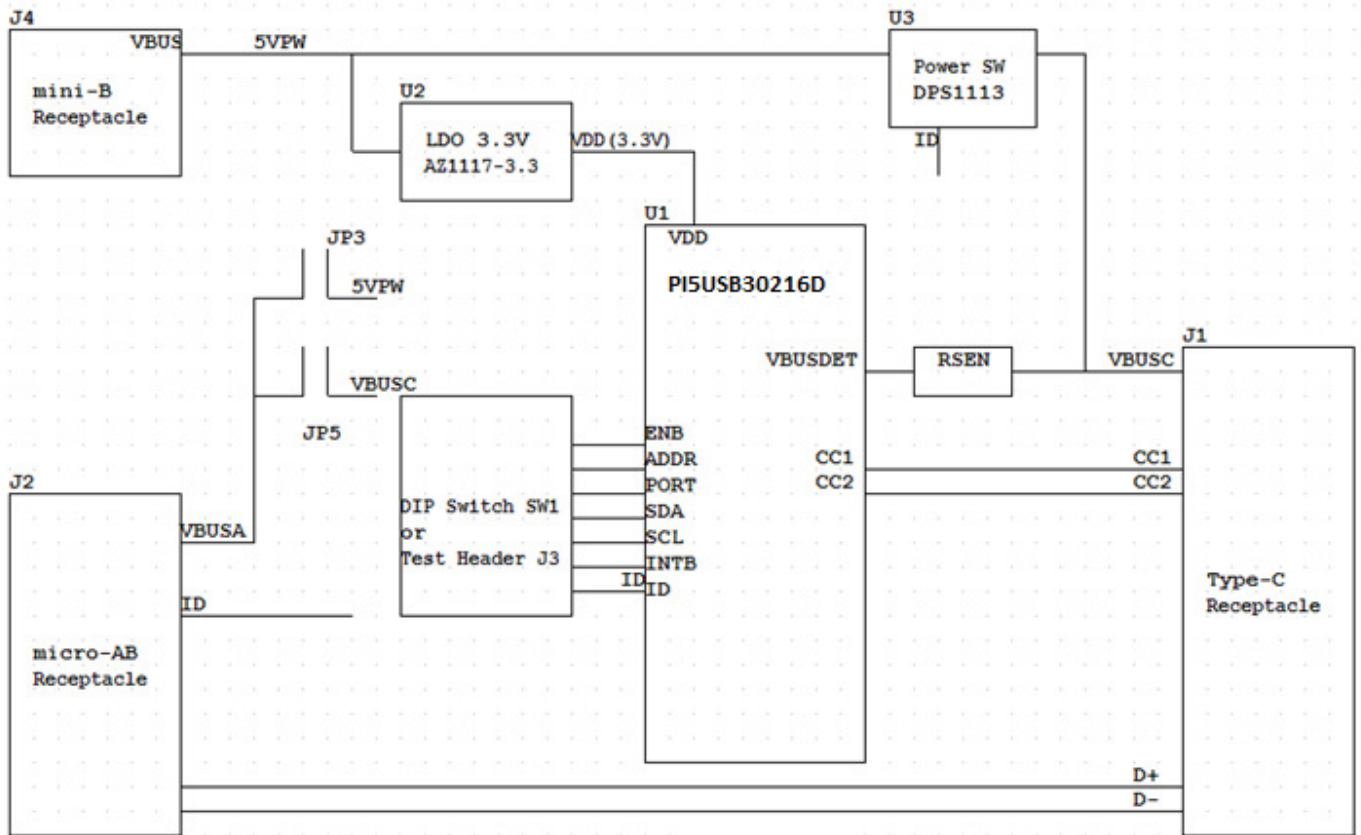 J4
VBUS
5VPW
mini-B
Receptacle
U3
Power SW
DPS1113
ID
U2
LDO 3.3V
AZ1117-3.3
VDD(3.3V)
U1
VDD
PI5USB30216D
JP3
5VPW
VBUSC
JP5
VBUSDET
RSEN
VBUSC
J1
ENB
ADDR
PORT
SDA
SCL
INTB
ID
ID
CC1
CC2
CC1
CC2
DIP Switch SW1
or
Test Header J3
J2
VBUSA
ID
micro-AB
Receptacle
Type-C
Receptacle
D+
D-